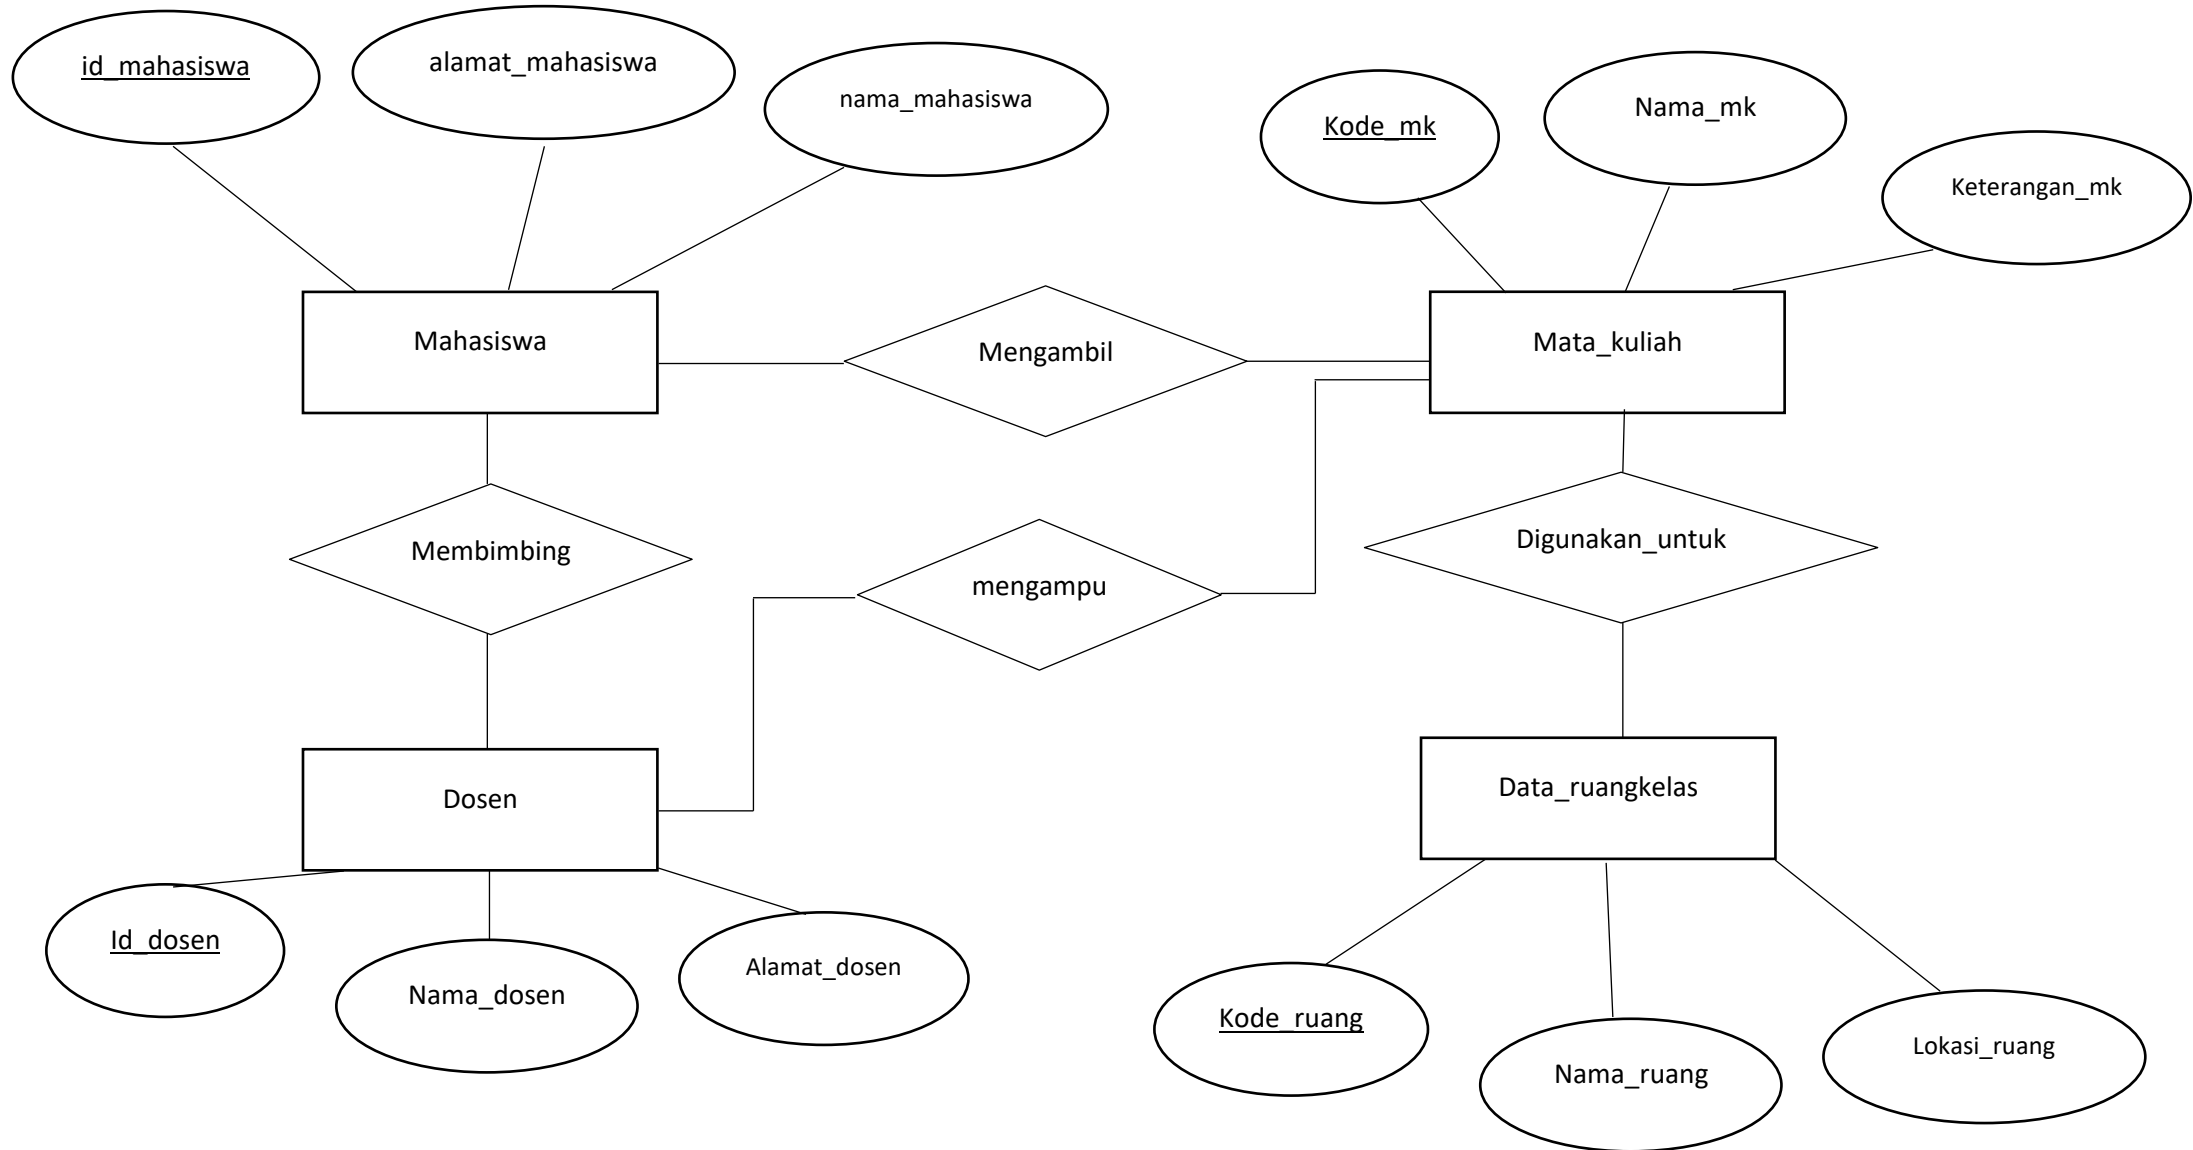 id_mahasiswa
alamat_mahasiswa
nama_mahasiswa
Kode_mk
Nama_mk
Keterangan_mk
Mahasiswa
Mengambil
Mata_kuliah
Membimbing
mengampu
Digunakan_untuk
Dosen
Data_ruangkelas
Id_dosen
Nama_dosen
Alamat_dosen
Kode_ruang
Nama_ruang
Lokasi_ruang